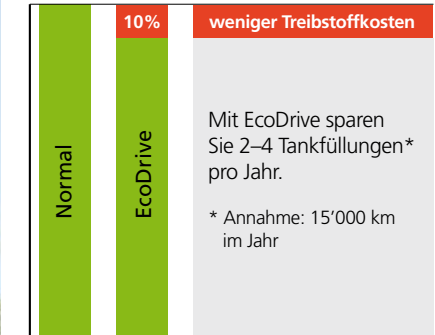 10%
weniger Treibstoffkosten
Normal
EcoDrive
Mit EcoDrive sparen
Sie 2–4 Tankfüllungen*
pro Jahr.
* Annahme: 15’000 km
im Jahr